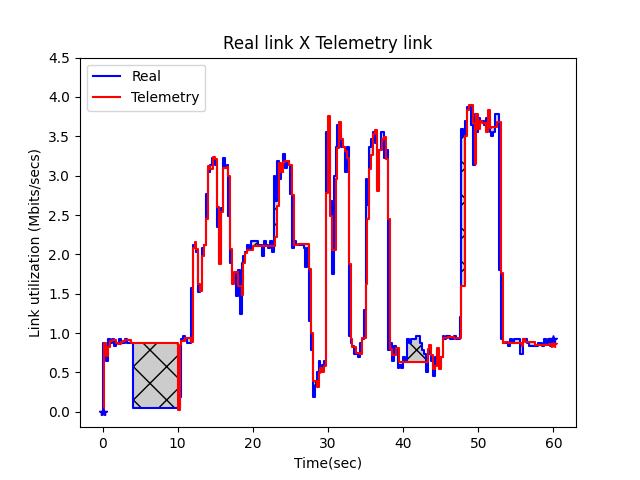 Real link X Telemetry link
Real
Telemetry
Link utilization (Mbits/secs)
4.5
4.0
3.5
3.0
2.5
2.0
1.5
1.0
0.5
0.0
0 10 20 30 40 50 60
Time(sec)